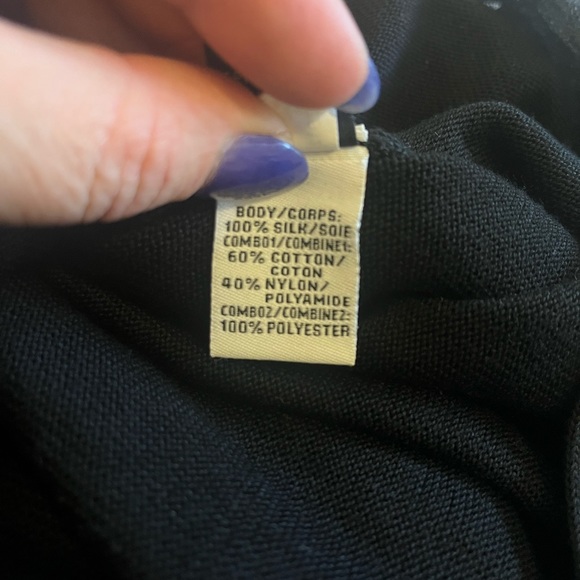 BODY/CORPS:
100% SILK/SOIE
COMBO1/COMBINE1:
60% COTTON/
COTON
40% NYLON/
POLYAMIDE
COMBO2/COMBINE2:
100% POLYESTER